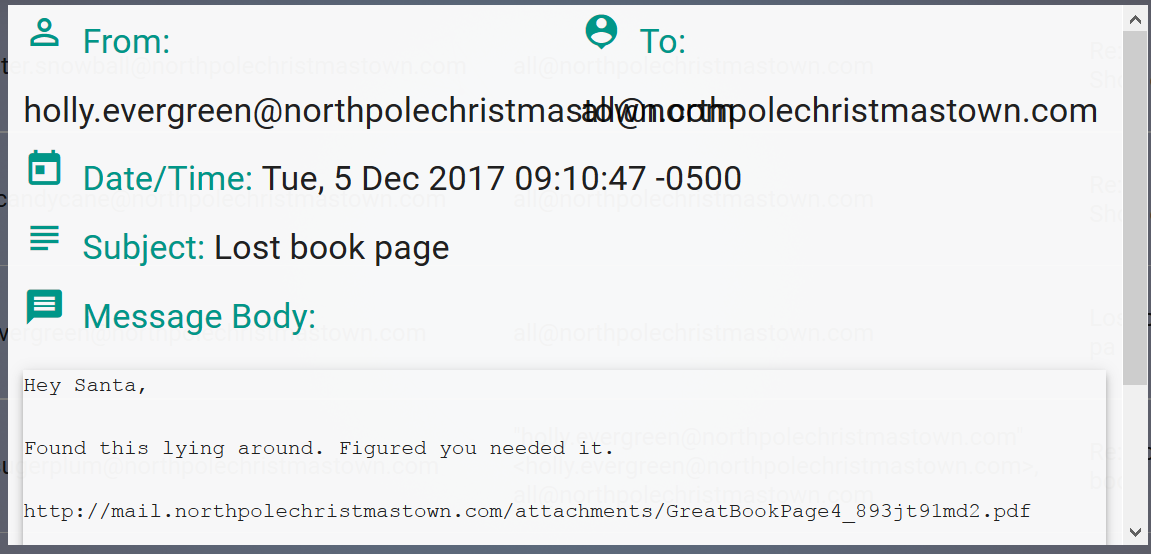 From:
To:
holly.evergreen@northpolechristmastown.com
all@northpolechristmastown.com
Date/Time: Tue, 5 Dec 2017 09:10:47 -0500
Subject: Lost book page
Message Body:
Hey Santa,
Found this lying around. Figured you needed it.
http://mail.northpolechristmastown.com/attachments/GreatBookPage4_893jt91md2.pdf